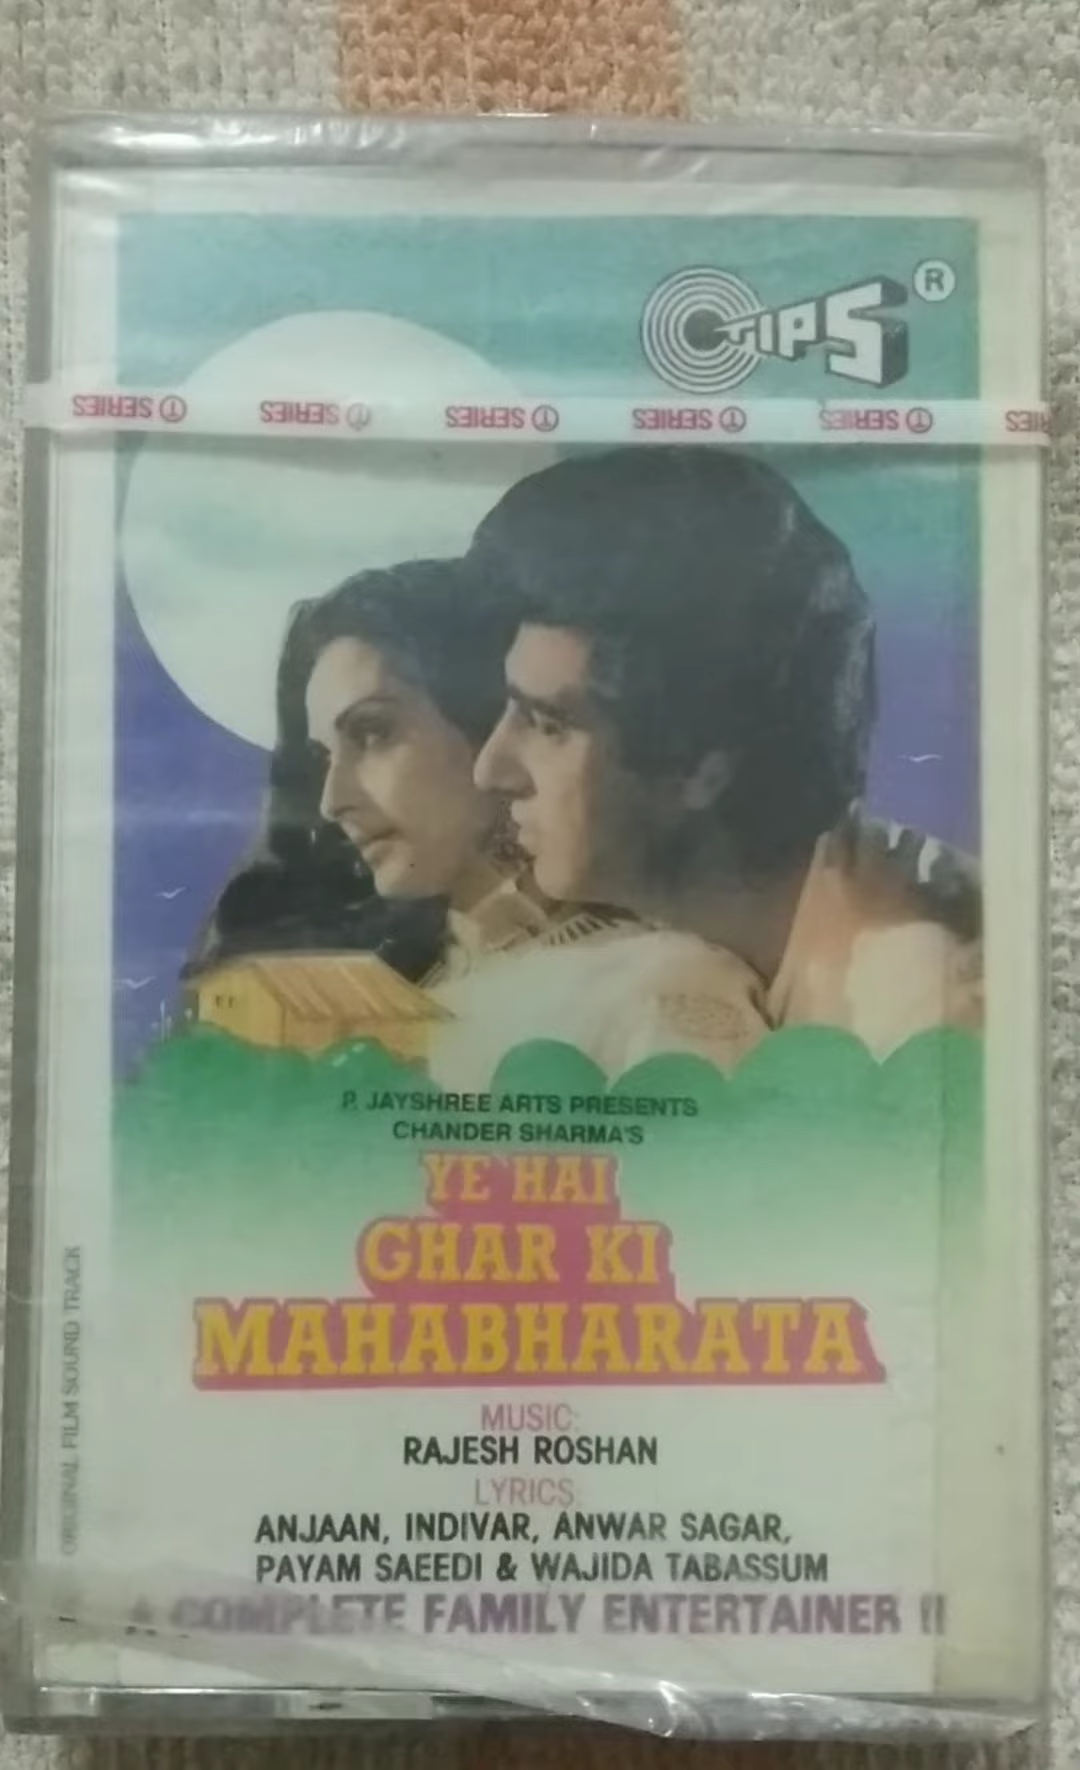 TIPS ®
T SERIES T SERIES T SERIES T SERIES T SERIES SERI
P. JAYSHREE ARTS PRESENTS
CHANDER SHARMA'S
YE HAI
GHAR KI
MAHABHARATA
MUSIC:
RAJESH ROSHAN
LYRICS:
ANJAAN, INDIVAR, ANWAR SAGAR,
PAYAM SAEEDI & WAJIDA TABASSUM
A COMPLETE FAMILY ENTERTAINER !!
ORIGINAL FILM SOUND TRACK